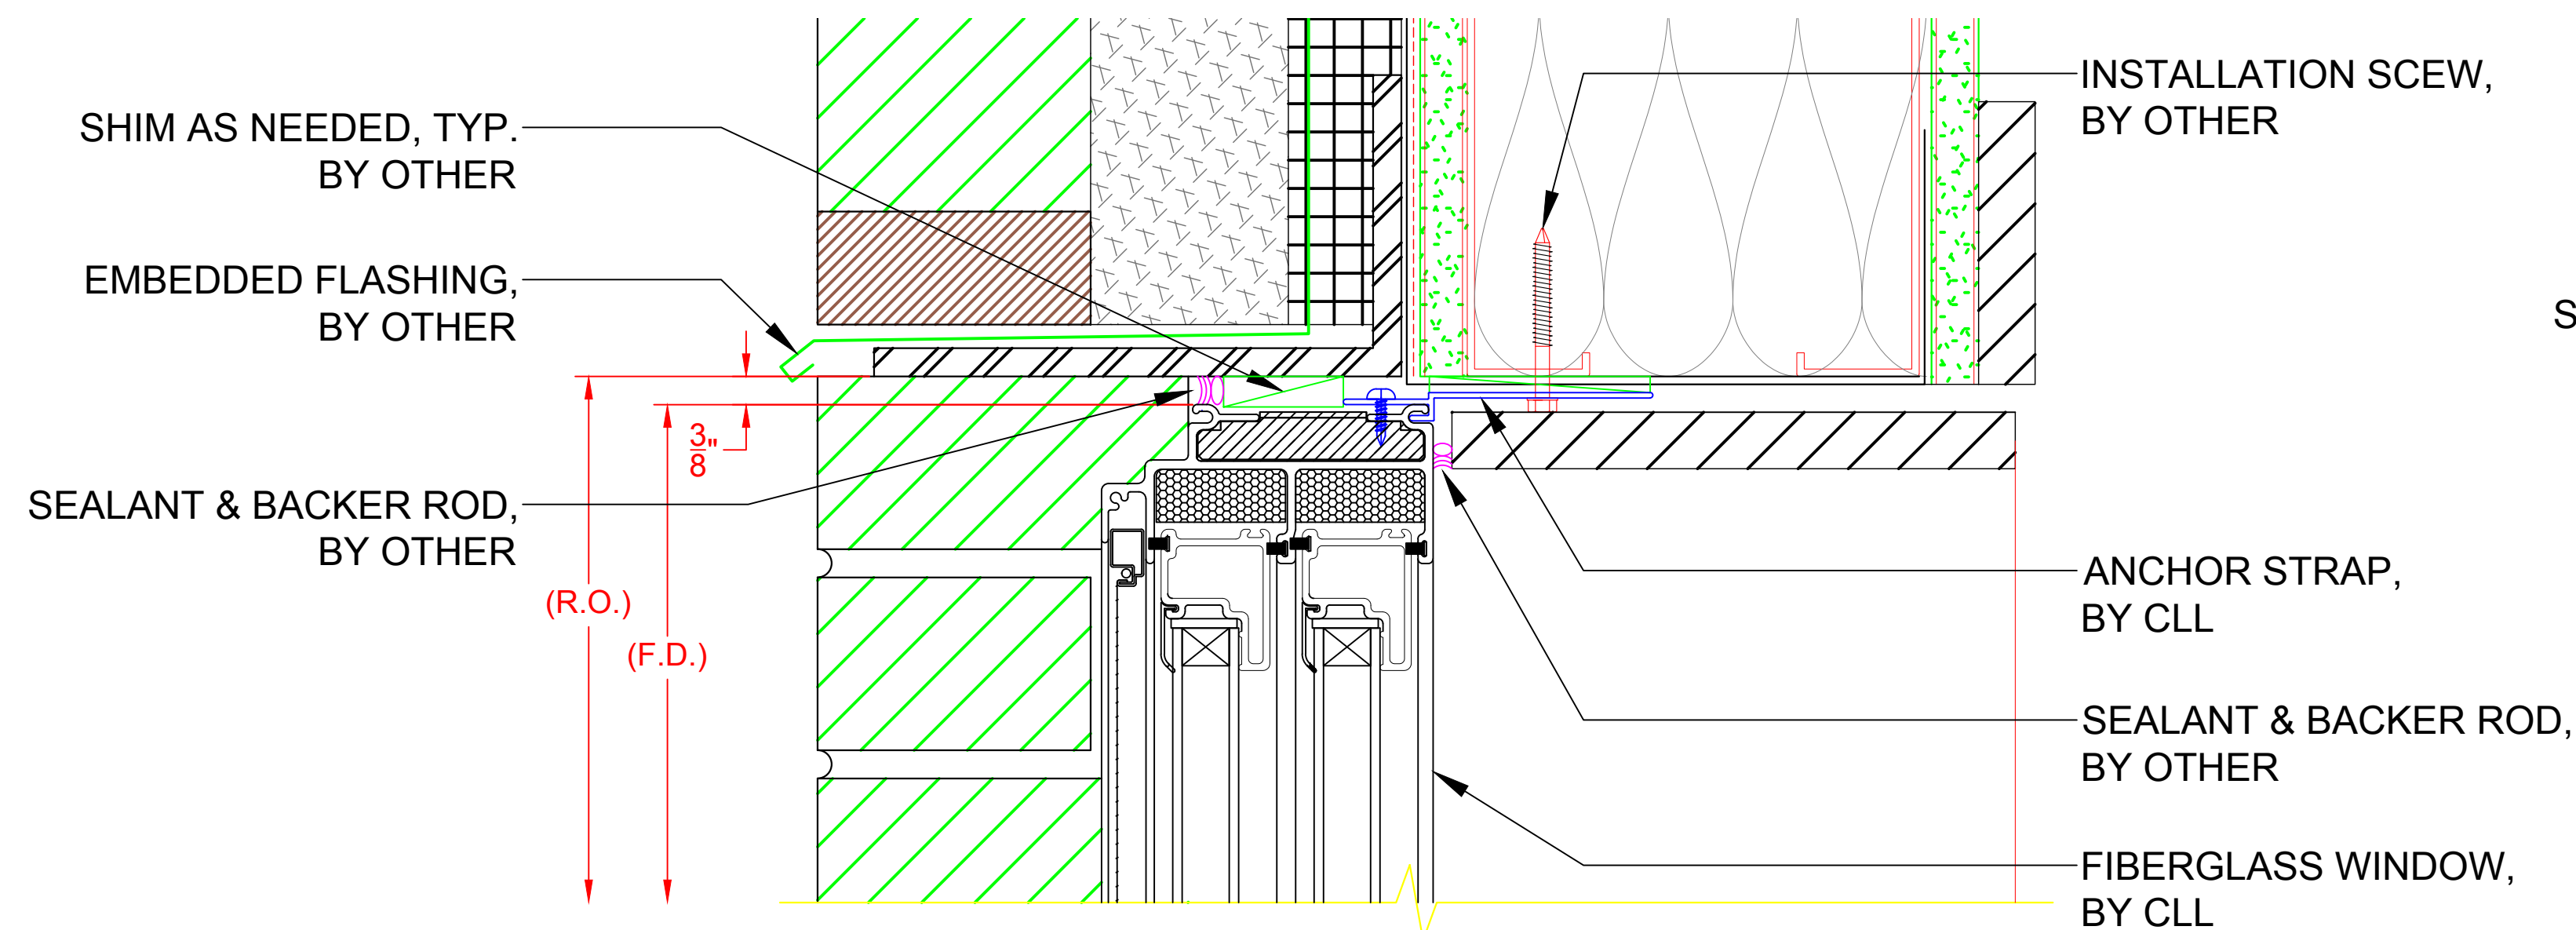 SHIM AS NEEDED, TYP.
BY OTHER
EMBEDDED FLASHING,
BY OTHER
3/8"
SEALANT & BACKER ROD,
BY OTHER
(R.O.)
(F.D.)
INSTALLATION SCEW,
BY OTHER
S
ANCHOR STRAP,
BY CLL
SEALANT & BACKER ROD,
BY OTHER
FIBERGLASS WINDOW,
BY CLL